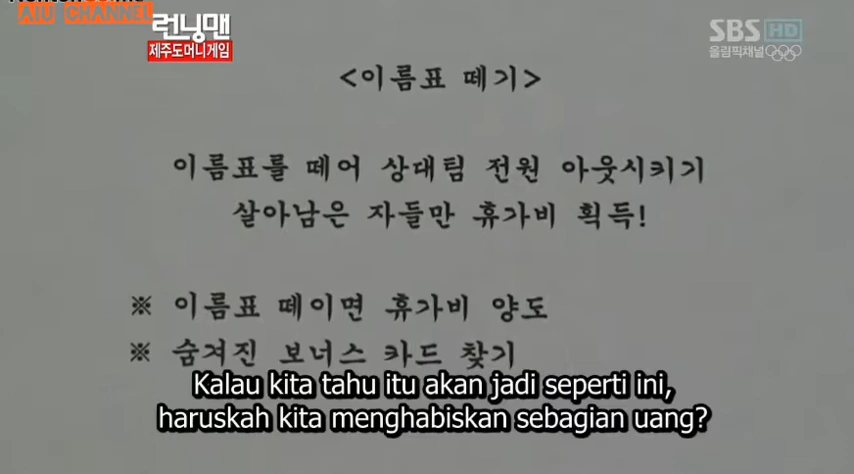 AIU CHANNEL
런닝맨
제주도머니게임
SBS HD
올림픽채널
<이름표 떼기>
이름표를 떼어 상대팀 전원 아웃시키기
살아남은 자들만 휴가비 획득!
※ 이름표 떼이면 휴가비 양도
※ 숨겨진 보너스 카드 찾기
Kalau kita tahu itu akan jadi seperti ini,
haruskah kita menghabiskan sebagian uang?